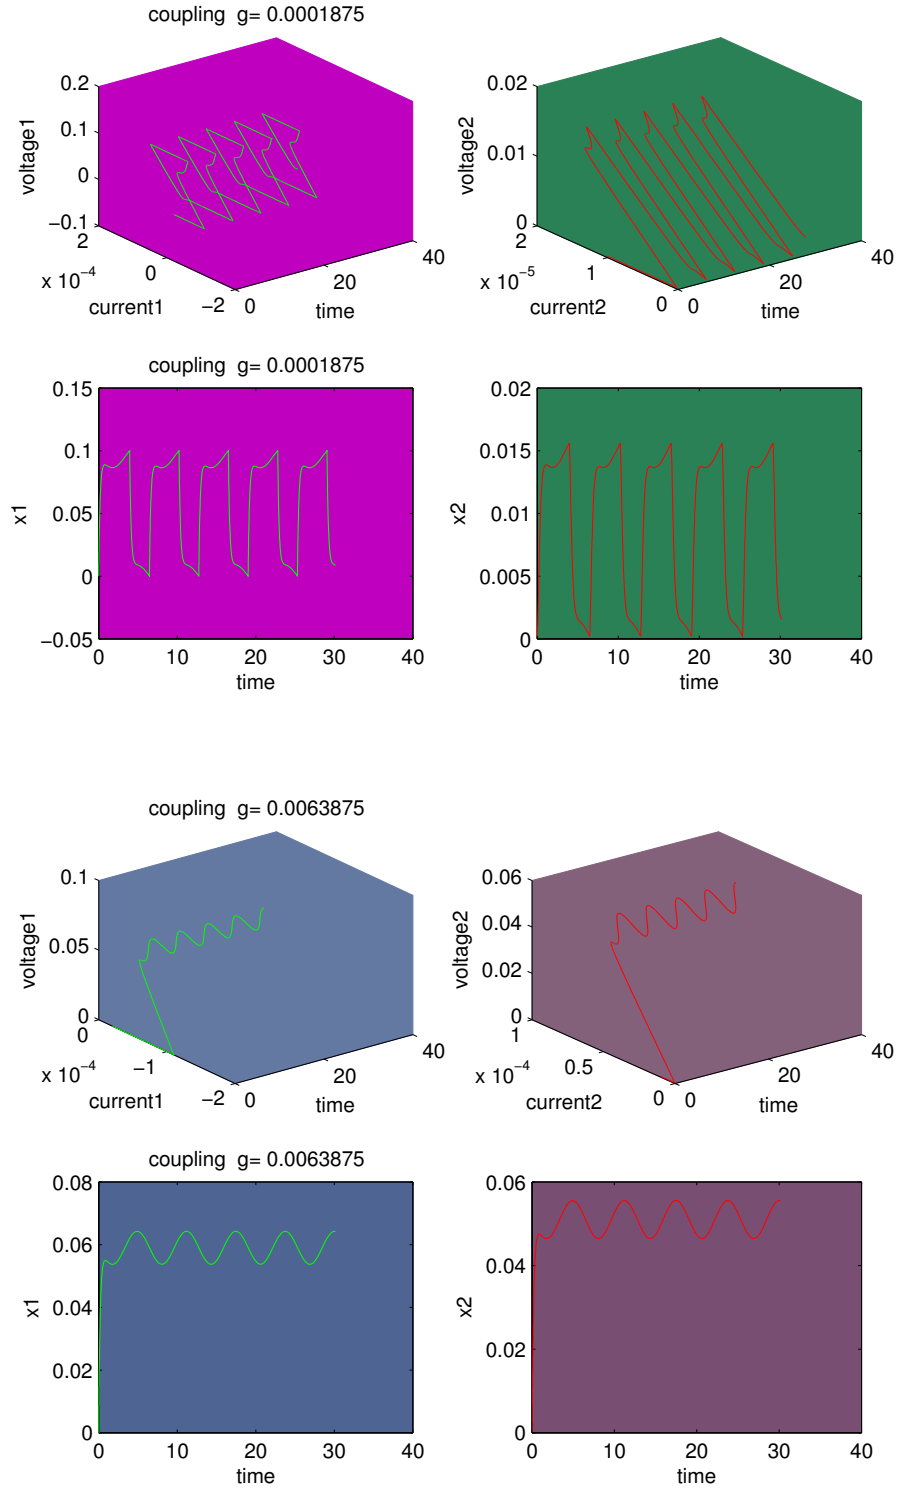 coupling g= 0.0001875
0.2
0.1
0
−0.1
voltage1
2
0
−2
x 10−4
current1
0
20
40
time
0.02
0.01
0
voltage2
2
1
0
x 10−5
current2
0
20
40
time
coupling g= 0.0001875
0.15
0.1
0.05
0
−0.05
x1
0 10 20 30 40
time
0.02
0.015
0.01
0.005
0
x2
0 10 20 30 40
time
coupling g= 0.0063875
0.1
0.05
0
voltage1
0
−1
−2
x 10−4
current1
0
20
40
time
0.06
0.04
0.02
0
voltage2
1
0.5
0
x 10−4
current2
0
20
40
time
coupling g= 0.0063875
0.08
0.06
0.04
0.02
0
x1
0 10 20 30 40
time
0.06
0.04
0.02
0
x2
0 10 20 30 40
time